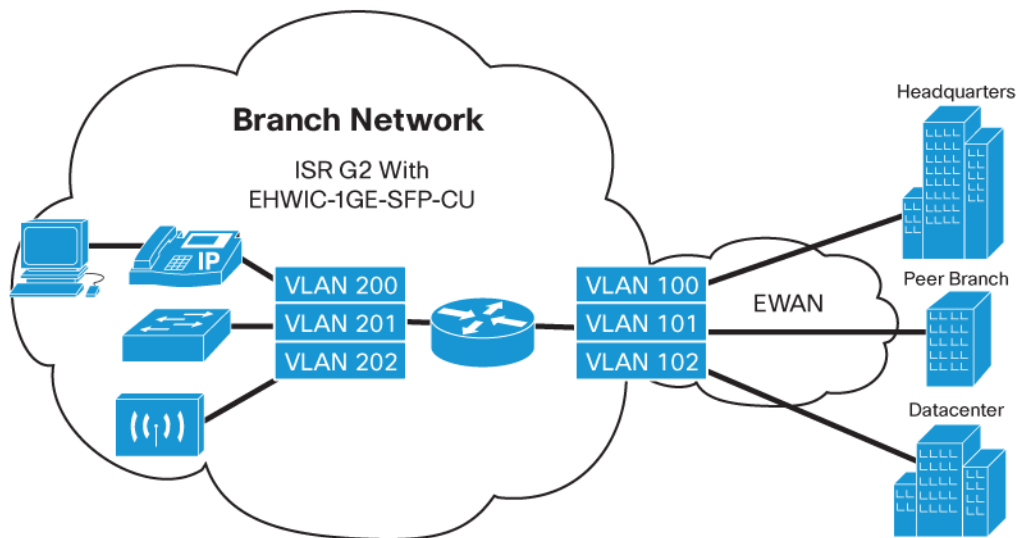 Branch Network
ISR G2 With
EHWIC-1GE-SFP-CU
IP
VLAN 200
VLAN 201
VLAN 202
VLAN 100
VLAN 101
VLAN 102
EWAN
Headquarters
Peer Branch
Datacenter